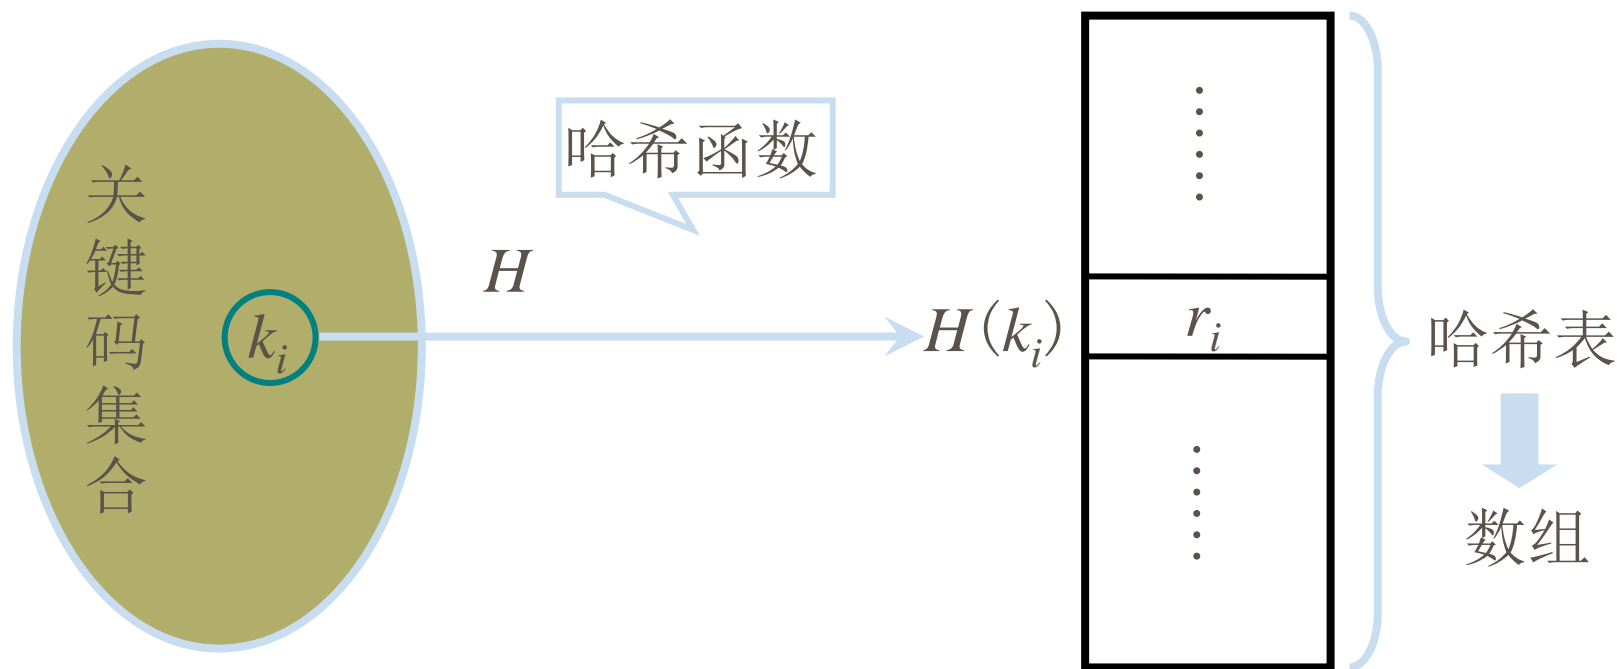 关键码集合
k_i
哈希函数
H
H(k_i)
r_i
哈希表
数组